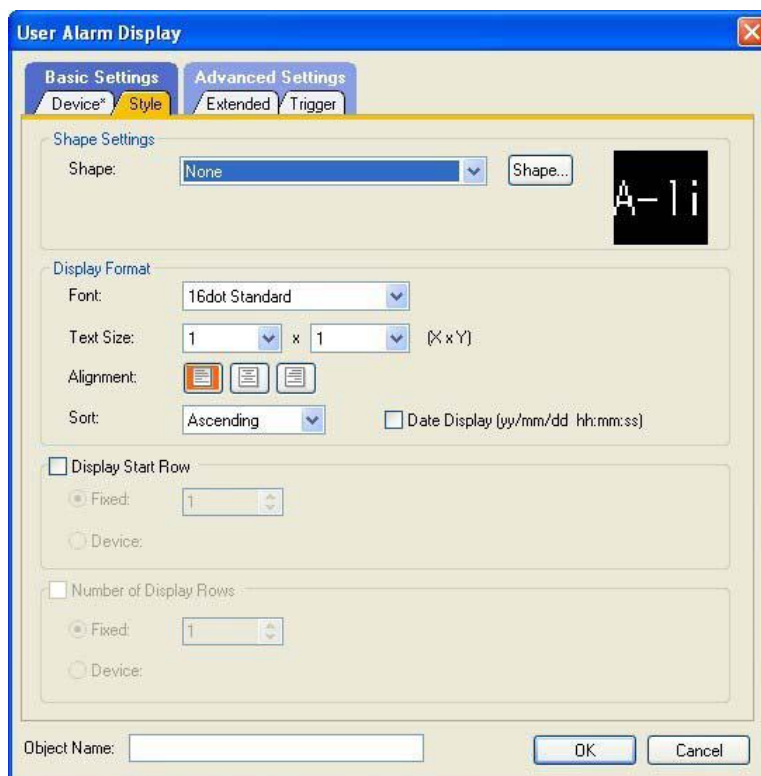 User Alarm Display
Basic Settings Advanced Settings
Device* Style Extended Trigger
Shape Settings
Shape: None Shape...
A-li
Display Format
Font: 16dot Standard
Text Size: 1 x 1 (X x Y)
Alignment:
Sort: Ascending Date Display (yy/mm/dd hh:mm:ss)
Display Start Row
Fixed: 1
Device:
Number of Display Rows
Fixed: 1
Device:
Object Name: OK Cancel